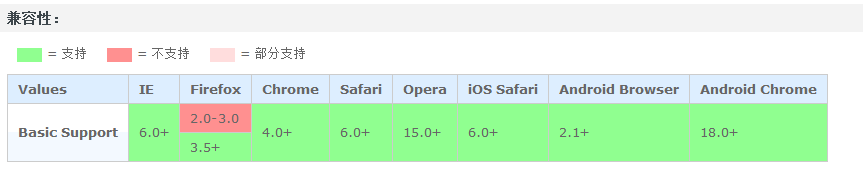 兼容性：
= 支持 = 不支持 = 部分支持
Values IE Firefox Chrome Safari Opera iOS Safari Android Browser Android Chrome
2.0-3.0
Basic Support 6.0+ 4.0+ 6.0+ 15.0+ 6.0+ 2.1+ 18.0+
3.5+